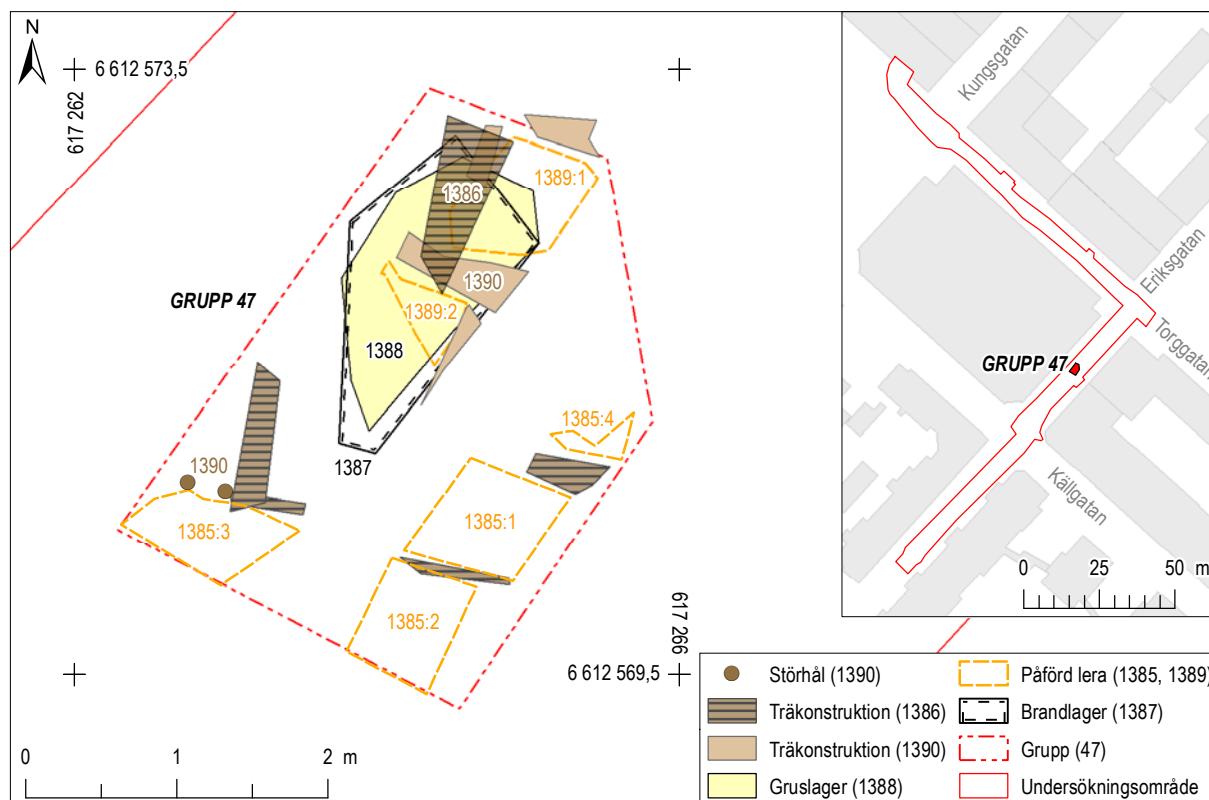 N
6 612 573,5
617 262
1389:1
1386
1390
GRUPP 47
1389:2
1388
1385:4
1387
1390
1385:1
1385:3
1385:2
617 266
6 612 569,5
0 1 2 m
Kungsgatan
Eriksgatan
Torggatan
GRUPP 47
Källgatan
0 25 50 m
Störhål (1390)
Träkonstruktion (1386)
Träkonstruktion (1390)
Gruslager (1388)
Påförd lera (1385, 1389)
Brandlager (1387)
Grupp (47)
Undersökningsområde